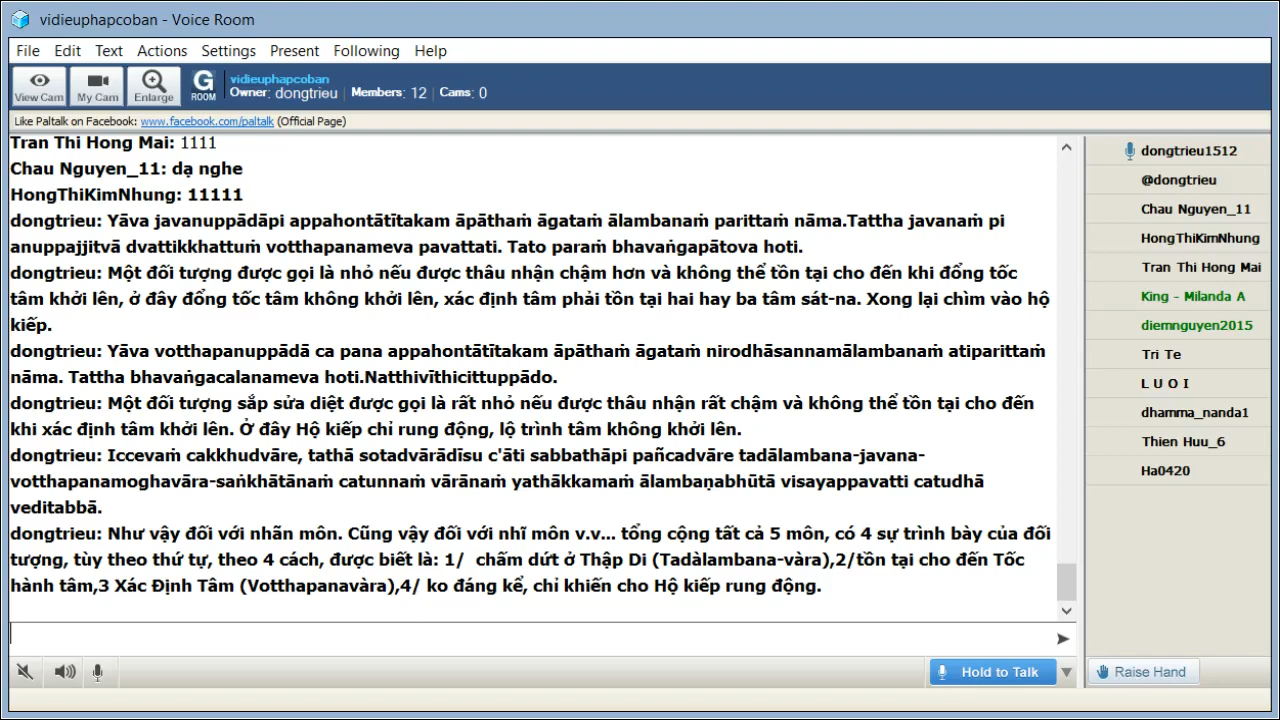 vidieuphapcoban - Voice Room
File Edit Text Actions Settings Present Following Help
View Cam My Cam Enlarge G ROOM vidieuphapcoban
Owner: dongtrieu Members: 12 Cams: 0
Like Paltalk on Facebook: www.facebook.com/paltalk (Official Page)
Tran Thi Hong Mai: 1111
Chau Nguyen_11: dạ nghe
HongThiKimNhung: 11111
dongtrieu: Yāva javanuppādāpi appahontātītakam āpāthaṁ āgataṁ ālambanaṁ parittaṁ nāma.Tattha javanaṁ pi
anuppajjitvā dvattikkhattuṁ votthapanameva pavattati. Tato paraṁ bhavaṅgapātova hoti.
dongtrieu: Một đối tượng được gọi là nhỏ nếu được thâu nhận chậm hơn và không thể tồn tại cho đến khi đổng tốc
tâm khởi lên, ở đây đổng tốc tâm không khởi lên, xác định tâm phải tồn tại hai hay ba tâm sát-na. Xong lại chìm vào hộ
kiếp.
dongtrieu: Yāva votthapanuppādā ca pana appahontātītakam āpāthaṁ āgataṁ nirodhāsannamālambanaṁ atiparittaṁ
nāma. Tattha bhavaṅgacalanameva hoti.Natthivīthicittuppādo.
dongtrieu: Một đối tượng sắp sửa diệt được gọi là rất nhỏ nếu được thâu nhận rất chậm và không thể tồn tại cho đến
khi xác định tâm khởi lên. Ở đây Hộ kiếp chỉ rung động, lộ trình tâm không khởi lên.
dongtrieu: Iccevaṁ cakkhudvāre, tathā sotadvārādīsu c'āti sabbathāpi pañcadvāre tadālambana-javana-
votthapanamoghavāra-saṅkhātānaṁ catunnaṁ vārānaṁ yathākkamaṁ ālambaṇabhūtā visayappavatti catudhā
veditabbā.
dongtrieu: Như vậy đối với nhãn môn. Cũng vậy đối với nhĩ môn v.v... tổng cộng tất cả 5 môn, có 4 sự trình bày của đối
tượng, tùy theo thứ tự, theo 4 cách, được biết là: 1/ chấm dứt ở Thập Di (Tadàlambana-vàra),2/tồn tại cho đến Tốc
hành tâm,3 Xác Định Tâm (Votthapanavàra),4/ ko đáng kể, chỉ khiến cho Hộ kiếp rung động.
dongtrieu1512
@dongtrieu
Chau Nguyen_11
HongThiKimNhung
Tran Thi Hong Mai
King - Milanda A
diemnguyen2015
Tri Te
L U O I
dhamma_nanda1
Thien Huu_6
Ha0420
Hold to Talk Raise Hand